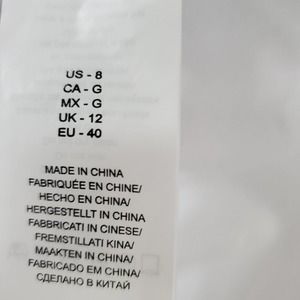 US - 8
CA - G
MX - G
UK - 12
EU - 40
MADE IN CHINA
FABRIQUÉE EN CHINE/
HECHO EN CHINA/
HERGESTELLT IN CHINA
FABBRICATI IN CINESE/
FREMSTILLATI KINA/
MAAKTEN IN CHINA/
FABRICADO EM CHINA/
СДЕЛАНО В КИТАЙ